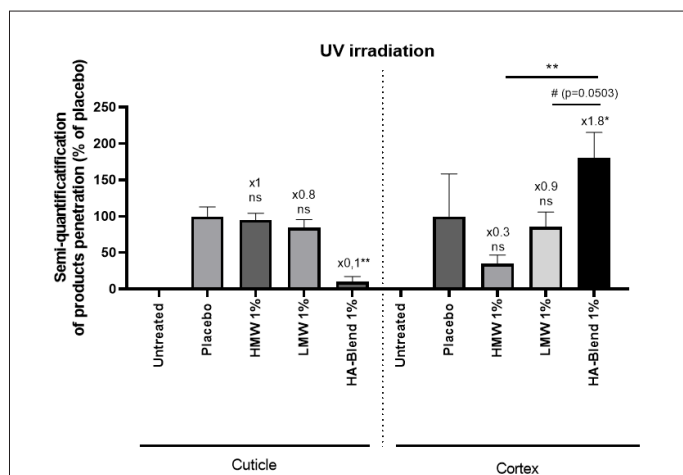 UV irradiation
Semi-quantificatification
of products penetration (% of placebo)
250
200
150
100
50
0
x1
ns
x0.8
ns
x0,1**
**
# (p=0.0503)
x1.8*
x0.9
ns
x0.3
ns
Untreated
Placebo
HMW 1%
LMW 1%
HA-Blend 1%
Untreated
Placebo
HMW 1%
LMW 1%
HA-Blend 1%
Cuticle
Cortex